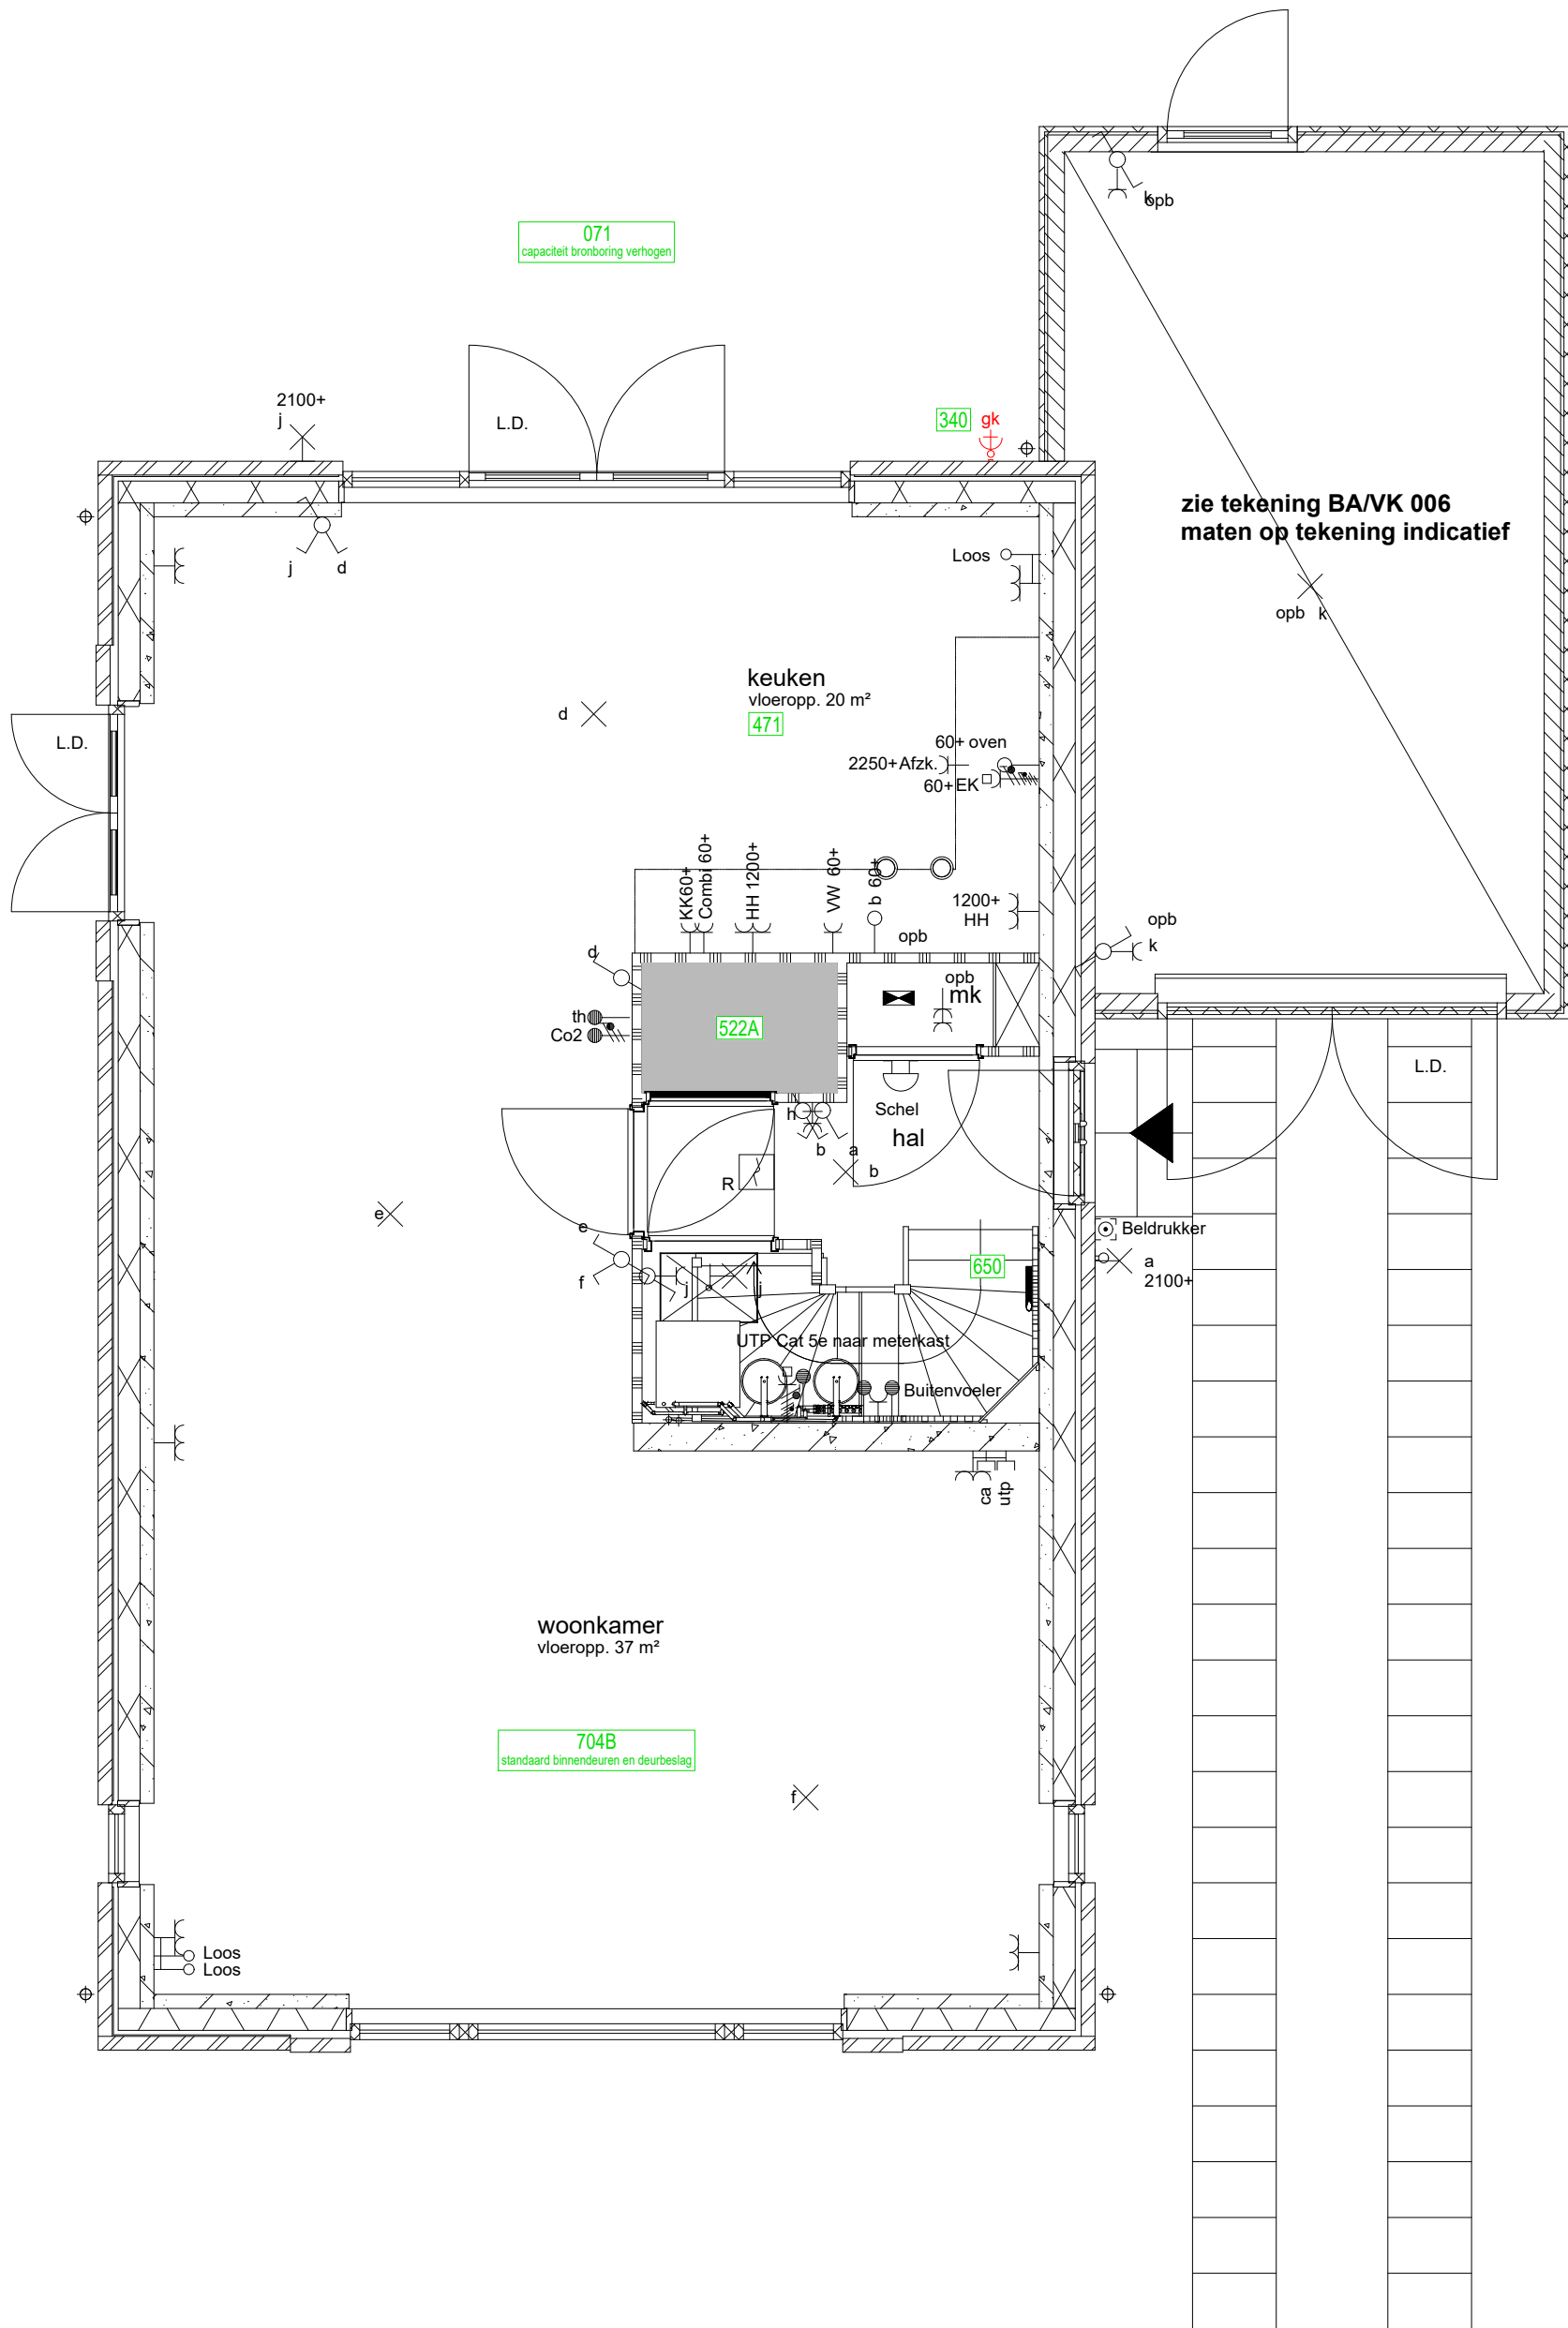 k
opb
071
capaciteit bronboring verhogen
2100+
j
L.D.
340 gk
zie tekening BA/VK 006
maten op tekening indicatief
j d
Loos
opb k
keuken
vloeropp. 20 m²
471
d
L.D.
60+ oven
2250+ Afzk.
60+ EK
KK60+
Combi 60+
HH 1200+
VW 60+
b 60+
1200+
HH
opb
opb
k
d
opb
mk
th
Co2
522A
L.D.
Schel
hal
h
b a
b
R
Beldrukker
a
2100+
e
e
f
j
j
650
UTP Cat 5e naar meterkast
Buitenvoeler
ca
utp
woonkamer
vloeropp. 37 m²
704B
standaard binnendeuren en deurbeslag
f
Loos
Loos